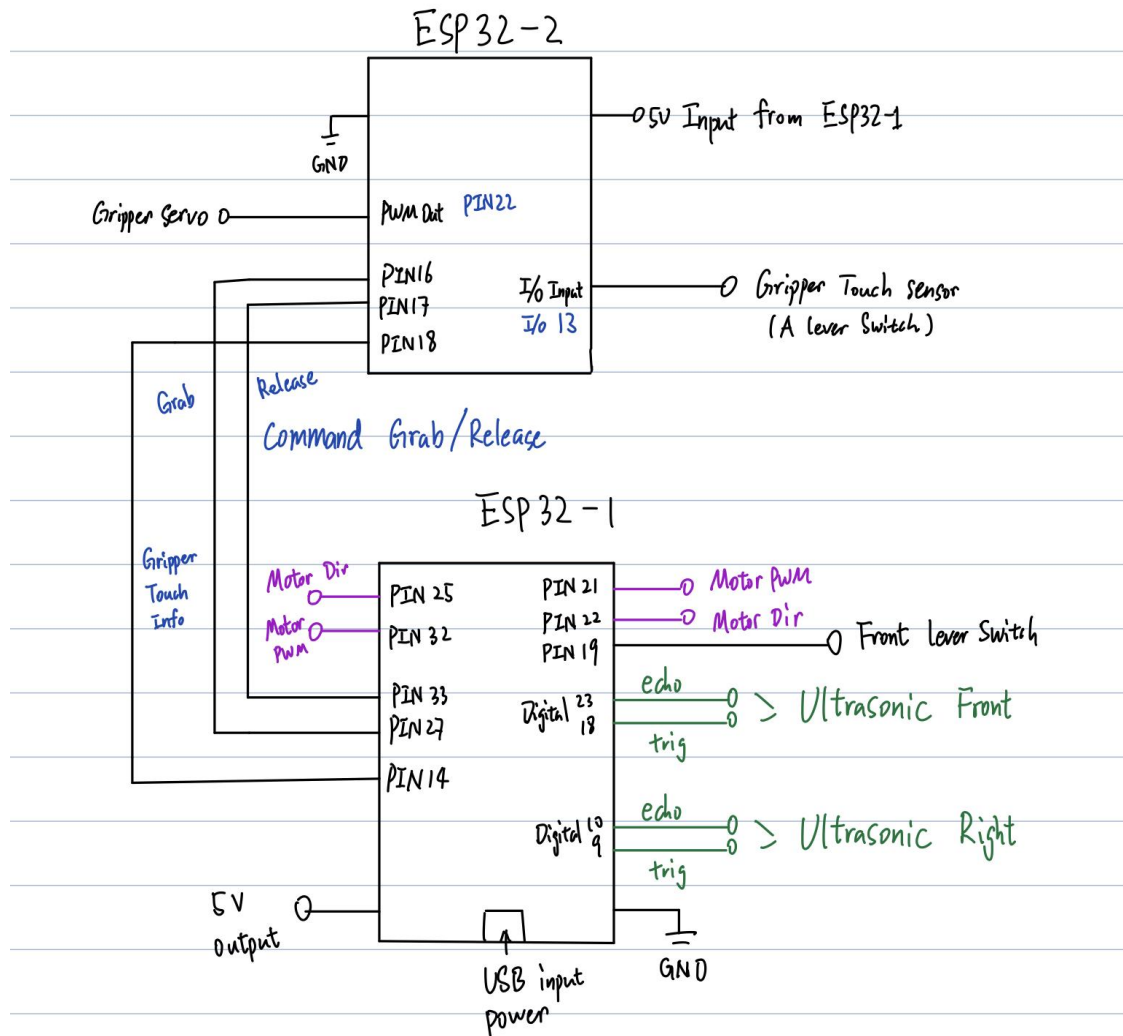 ESP32-2
GND
5V Input from ESP32-1
Gripper Servo
PWM Out PIN22
PIN16
PIN17
PIN18
I/o Input
I/o 13
Gripper Touch sensor
(A lever Switch)
Grab
Release
Command Grab/Release
Gripper
Touch
Info
ESP32-1
Motor Dir
PIN 25
Motor
PWM
PIN 32
PIN 33
PIN27
PIN14
PIN 21
Motor PWM
PIN 22
Motor Dir
PIN 19
Front lever Switch
Digital 23
18
echo
trig
Ultrasonic Front
Digital 10
9
echo
trig
Ultrasonic Right
5V
output
USB input
power
GND